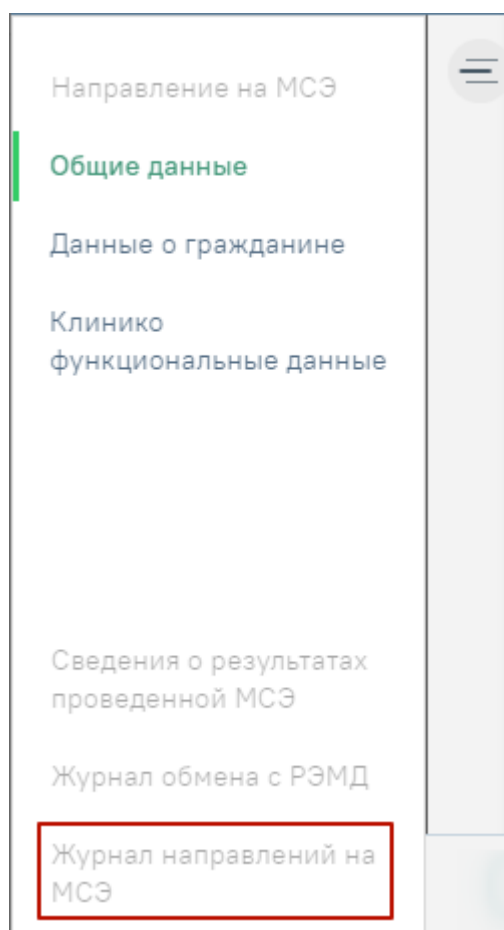 Направление на МСЭ
Общие данные
Данные о гражданине
Клинико
функциональные данные
Сведения о результатах
проведенной МСЭ
Журнал обмена с РЭМД
Журнал направлений на
МСЭ